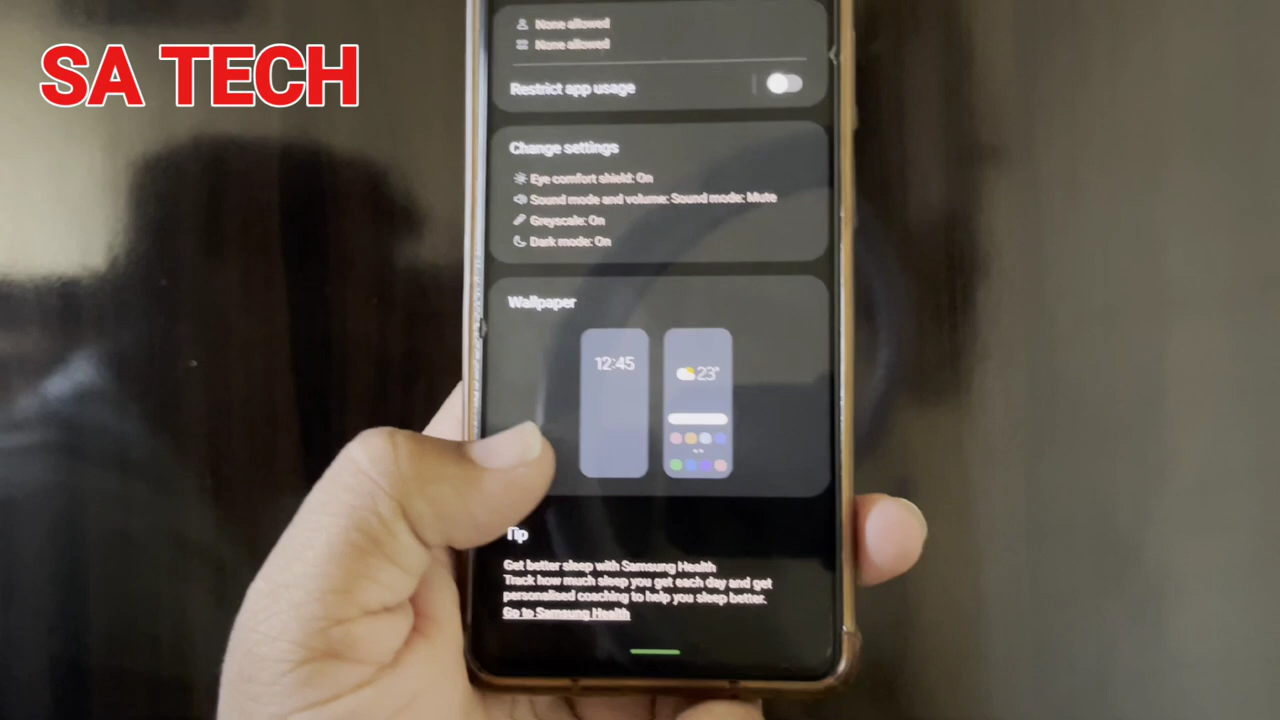 SA TECH
None allowed
None allowed
Restrict app usage
Change settings
Eye comfort shield: On
Sound mode and volume: Sound mode: Mute
Greyscale: On
Dark mode: On
Wallpaper
12:45
23°
Tip
Get better sleep with Samsung Health
Track how much sleep you get each day and get
personalised coaching to help you sleep better.
Go to Samsung Health